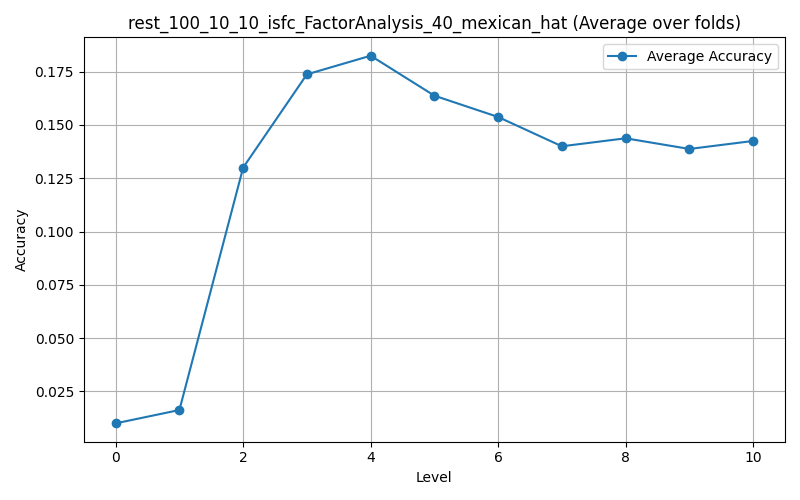 rest_100_10_10_isfc_FactorAnalysis_40_mexican_hat (Average over folds)
Average Accuracy
0.175
0.150
0.125
0.100
0.075
0.050
0.025
Accuracy
0 2 4 6 8 10
Level